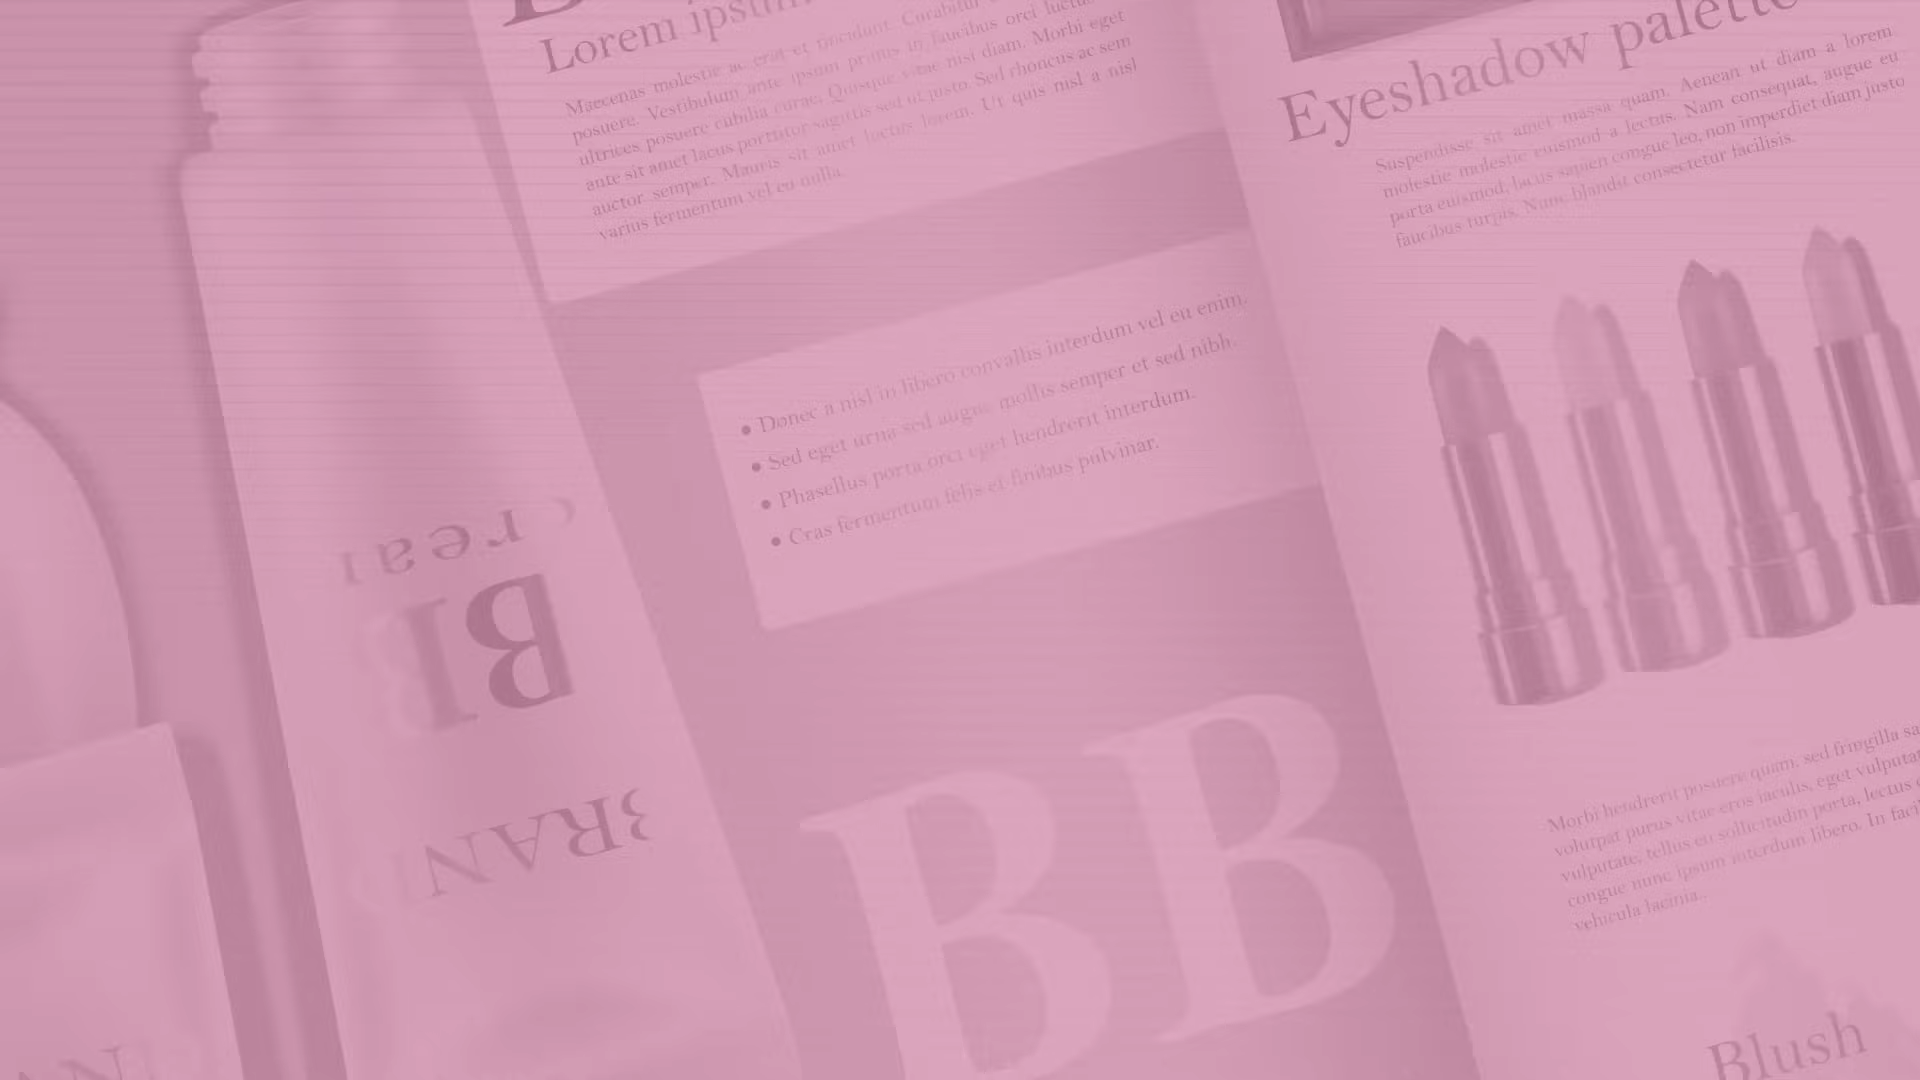 Lorem ipsum
Maecenas molestie ac erat et tincidunt. Curabitur
posuere. Vestibulum ante ipsum primis in faucibus orci luctus
ultrices posuere cubilia curae; Quisque vitae nisi diam. Morbi eget
ante sit amet lacus porttitor sagittis sed ut justo. Sed rhoncus ac sem
auctor semper. Mauris sit amet luctus lorem. Ut quis nisl a nisl
varius fermentum vel eu nulla.
• Donec a nisl in libero convallis interdum vel eu enim.
• Sed eget urna sed augue mollis semper et sed nibh.
• Phasellus porta orci eget hendrerit interdum.
• Cras fermentum felis et finibus pulvinar.
BB
Eyeshadow palette
Suspendisse sit amet massa quam. Aenean ut diam a lorem
molestie molestie euismod a lectus. Nam consequat, augue eu
porta euismod, lacus sapien congue leo, non imperdiet diam justo
faucibus turpis. Nunc blandit consectetur facilisis.
Morbi hendrerit posuere quam, sed fringilla
volutpat purus vitae eros iaculis, eget
vulputate, tellus eu sollicitudin porta, lectus
congue nunc ipsum interdum libero. In
vehicula lacinia..
Blush
BB